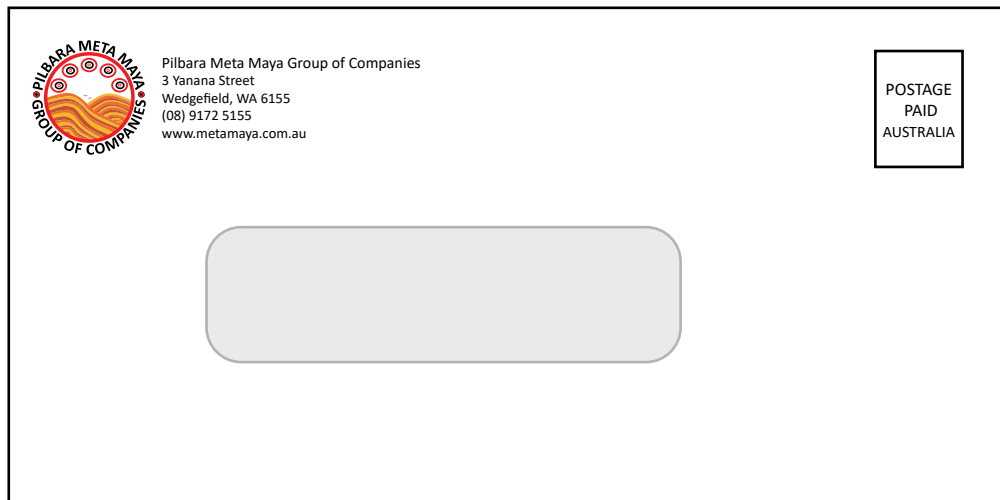 PILBARA META MAYA
GROUP OF COMPANIES
Pilbara Meta Maya Group of Companies
3 Yanana Street
Wedgefield, WA 6155
(08) 9172 5155
www.metamaya.com.au
POSTAGE
PAID
AUSTRALIA